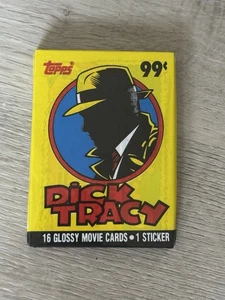 Topps
99¢
DICK
TRACY
16 GLOSSY MOVIE CARDS • 1 STICKER